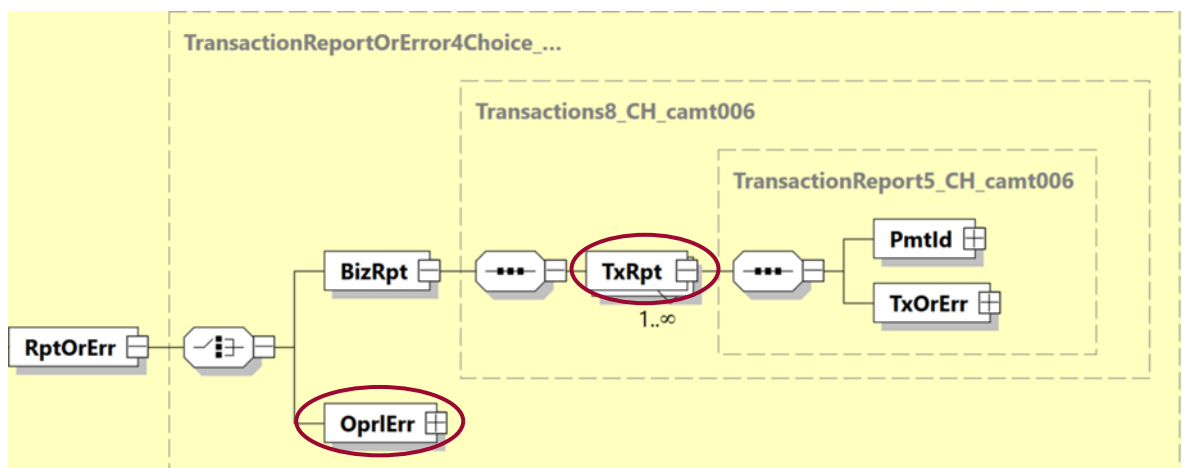 TransactionReportOrError4Choice_...
Transactions8_CH_camt006
TransactionReport5_CH_camt006
PmtId
BizRpt
TxRpt
1..∞
TxOrErr
RptOrErr
OprlErr